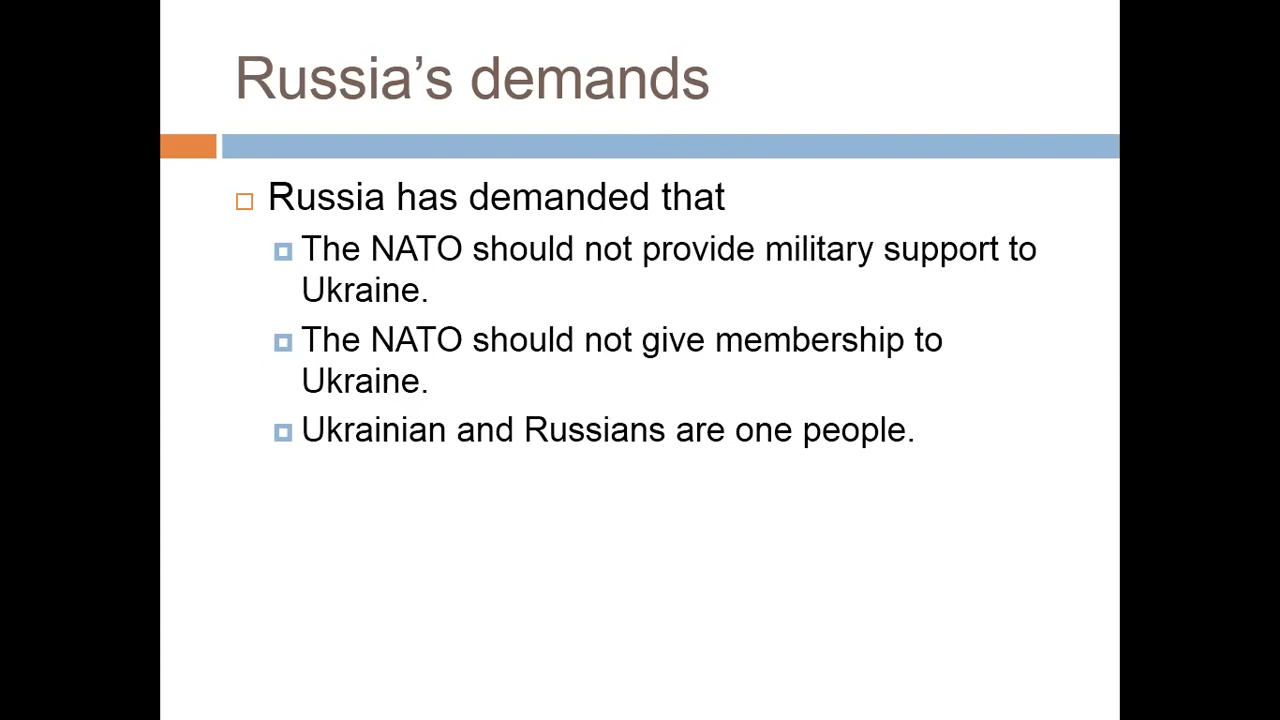 Russia’s demands
Russia has demanded that
The NATO should not provide military support to
Ukraine.
The NATO should not give membership to
Ukraine.
Ukrainian and Russians are one people.